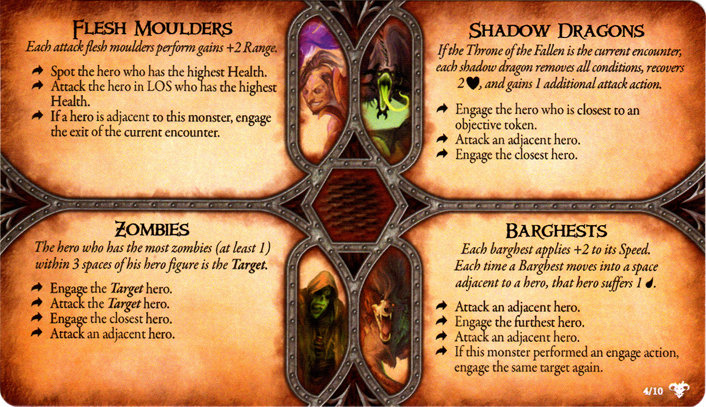 FLESH MOULDERS
Each attack flesh moulders perform gains +2 Range.
Spot the hero who has the highest Health.
Attack the hero in LOS who has the highest
Health.
If a hero is adjacent to this monster, engage
the exit of the current encounter.
SHADOW DRAGONS
If the Throne of the Fallen is the current encounter,
each shadow dragon removes all conditions, recovers
2 ♥, and gains 1 additional attack action.
Engage the hero who is closest to an
objective token.
Attack an adjacent hero.
Engage the closest hero.
ZOMBIES
The hero who has the most zombies (at least 1)
within 3 spaces of his hero figure is the Target.
Engage the Target hero.
Attack the Target hero.
Engage the closest hero.
Attack an adjacent hero.
BARGHESTS
Each barghest applies +2 to its Speed.
Each time a Barghest moves into a space
adjacent to a hero, that hero suffers 1 .
Attack an adjacent hero.
Engage the furthest hero.
Attack an adjacent hero.
If this monster performed an engage action,
engage the same target again.
4/10